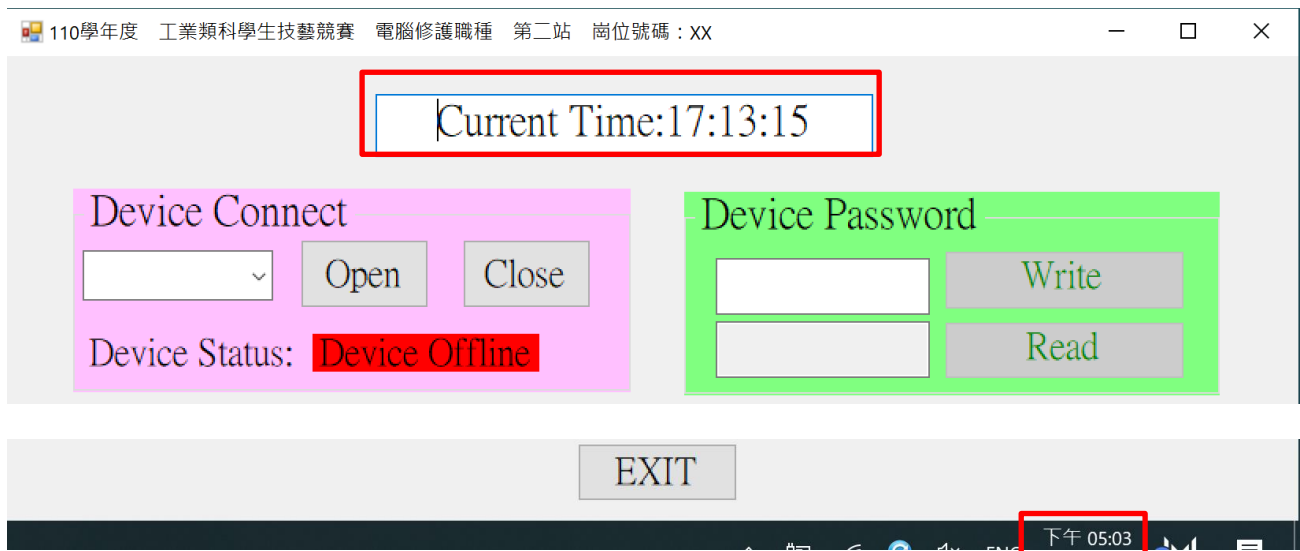 110學年度 工業類科學生技藝競賽 電腦修護職種 第二站 崗位號碼：XX
Current Time:17:13:15
Device Connect
Open Close
Device Status: Device Offline
Device Password
Write
Read
EXIT
下午 05:03
ENG